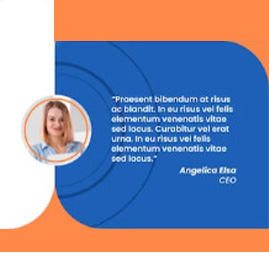 "Praesent bibendum at risus
ac blandit. In eu risus vel felis
elementum venenatis vitae
sed lacus. Curabitur vel erat
urna. In eu risus vel felis
elementum venenatis vitae
sed lacus."
Angelica Elsa
CEO